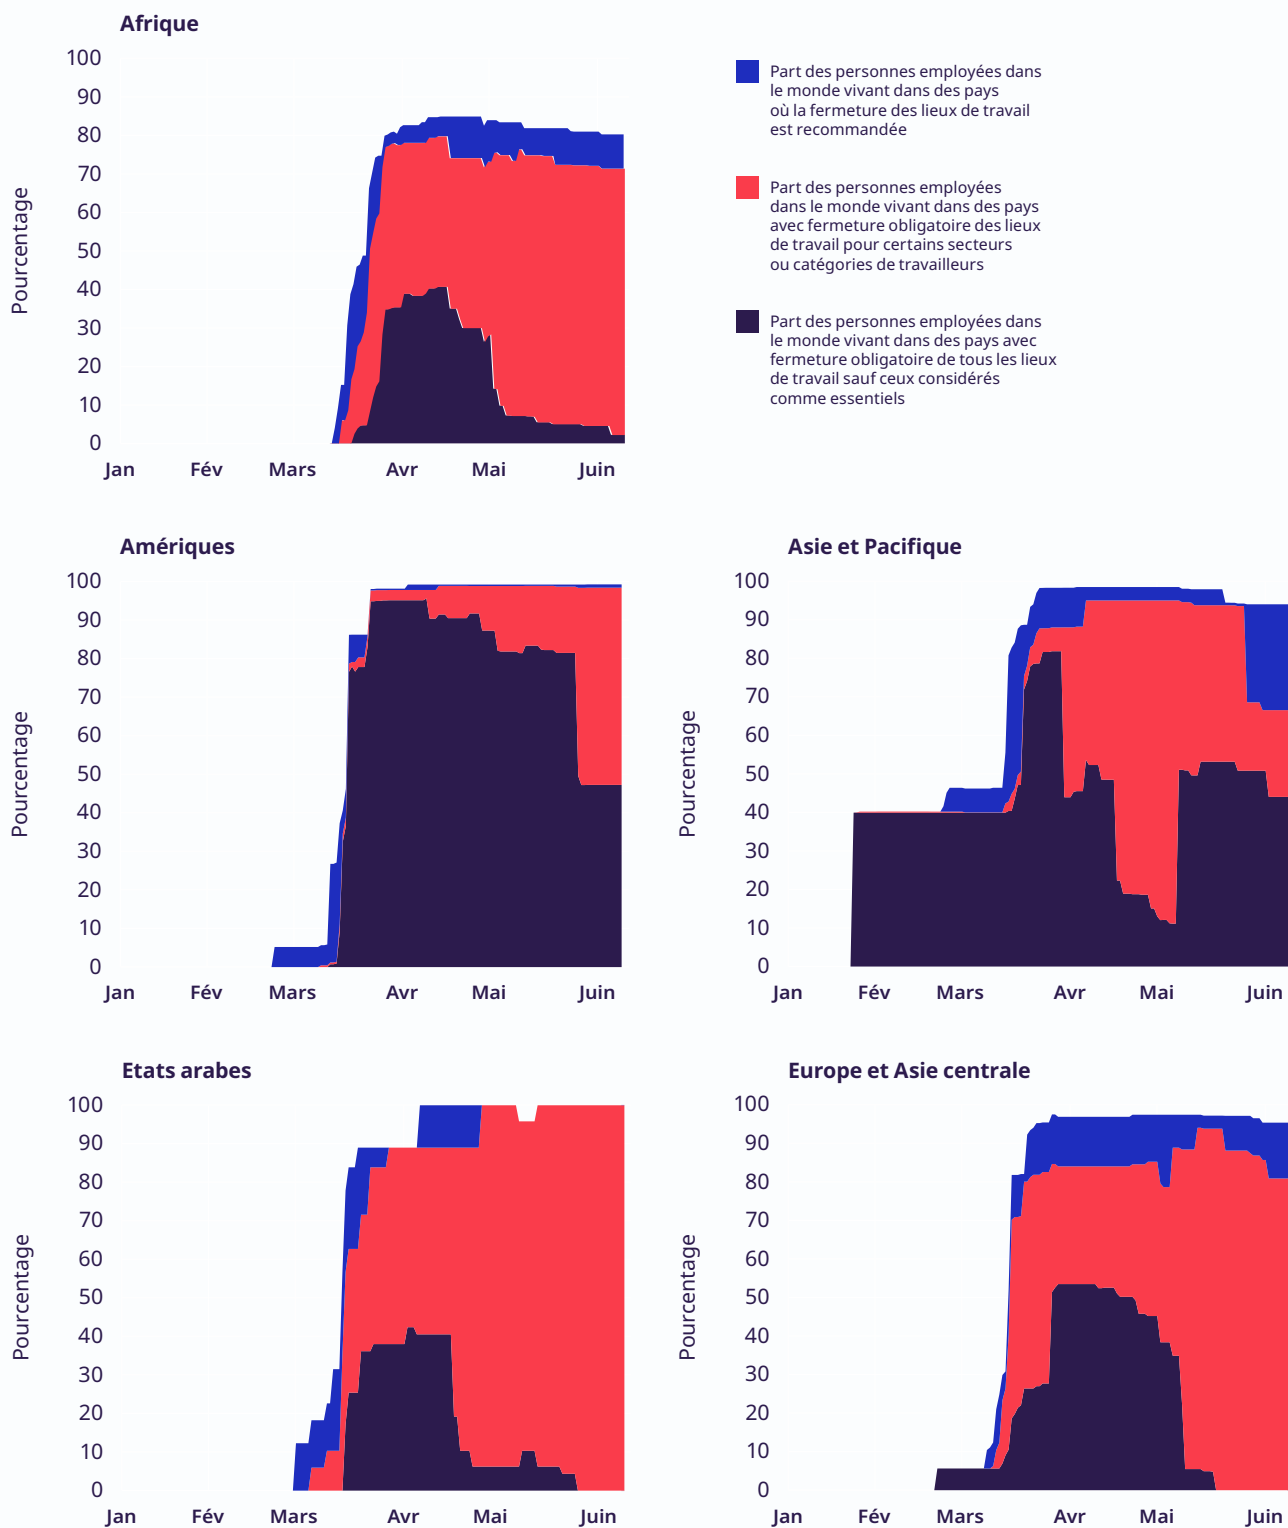 Afrique
100
90
80
70
60
50
40
30
20
10
0
Pourcentage
Jan Fév Mars Avr Mai Juin
Part des personnes employées dans
le monde vivant dans des pays
où la fermeture des lieux de travail
est recommandée
Part des personnes employées
dans le monde vivant dans des pays
avec fermeture obligatoire des lieux
de travail pour certains secteurs
ou catégories de travailleurs
Part des personnes employées dans
le monde vivant dans des pays avec
fermeture obligatoire de tous les lieux
de travail sauf ceux considérés
comme essentiels
Amériques
100
90
80
70
60
50
40
30
20
10
0
Pourcentage
Jan Fév Mars Avr Mai Juin
Asie et Pacifique
100
90
80
70
60
50
40
30
20
10
0
Pourcentage
Jan Fév Mars Avr Mai Juin
Etats arabes
100
90
80
70
60
50
40
30
20
10
0
Pourcentage
Jan Fév Mars Avr Mai Juin
Europe et Asie centrale
100
90
80
70
60
50
40
30
20
10
0
Pourcentage
Jan Fév Mars Avr Mai Juin